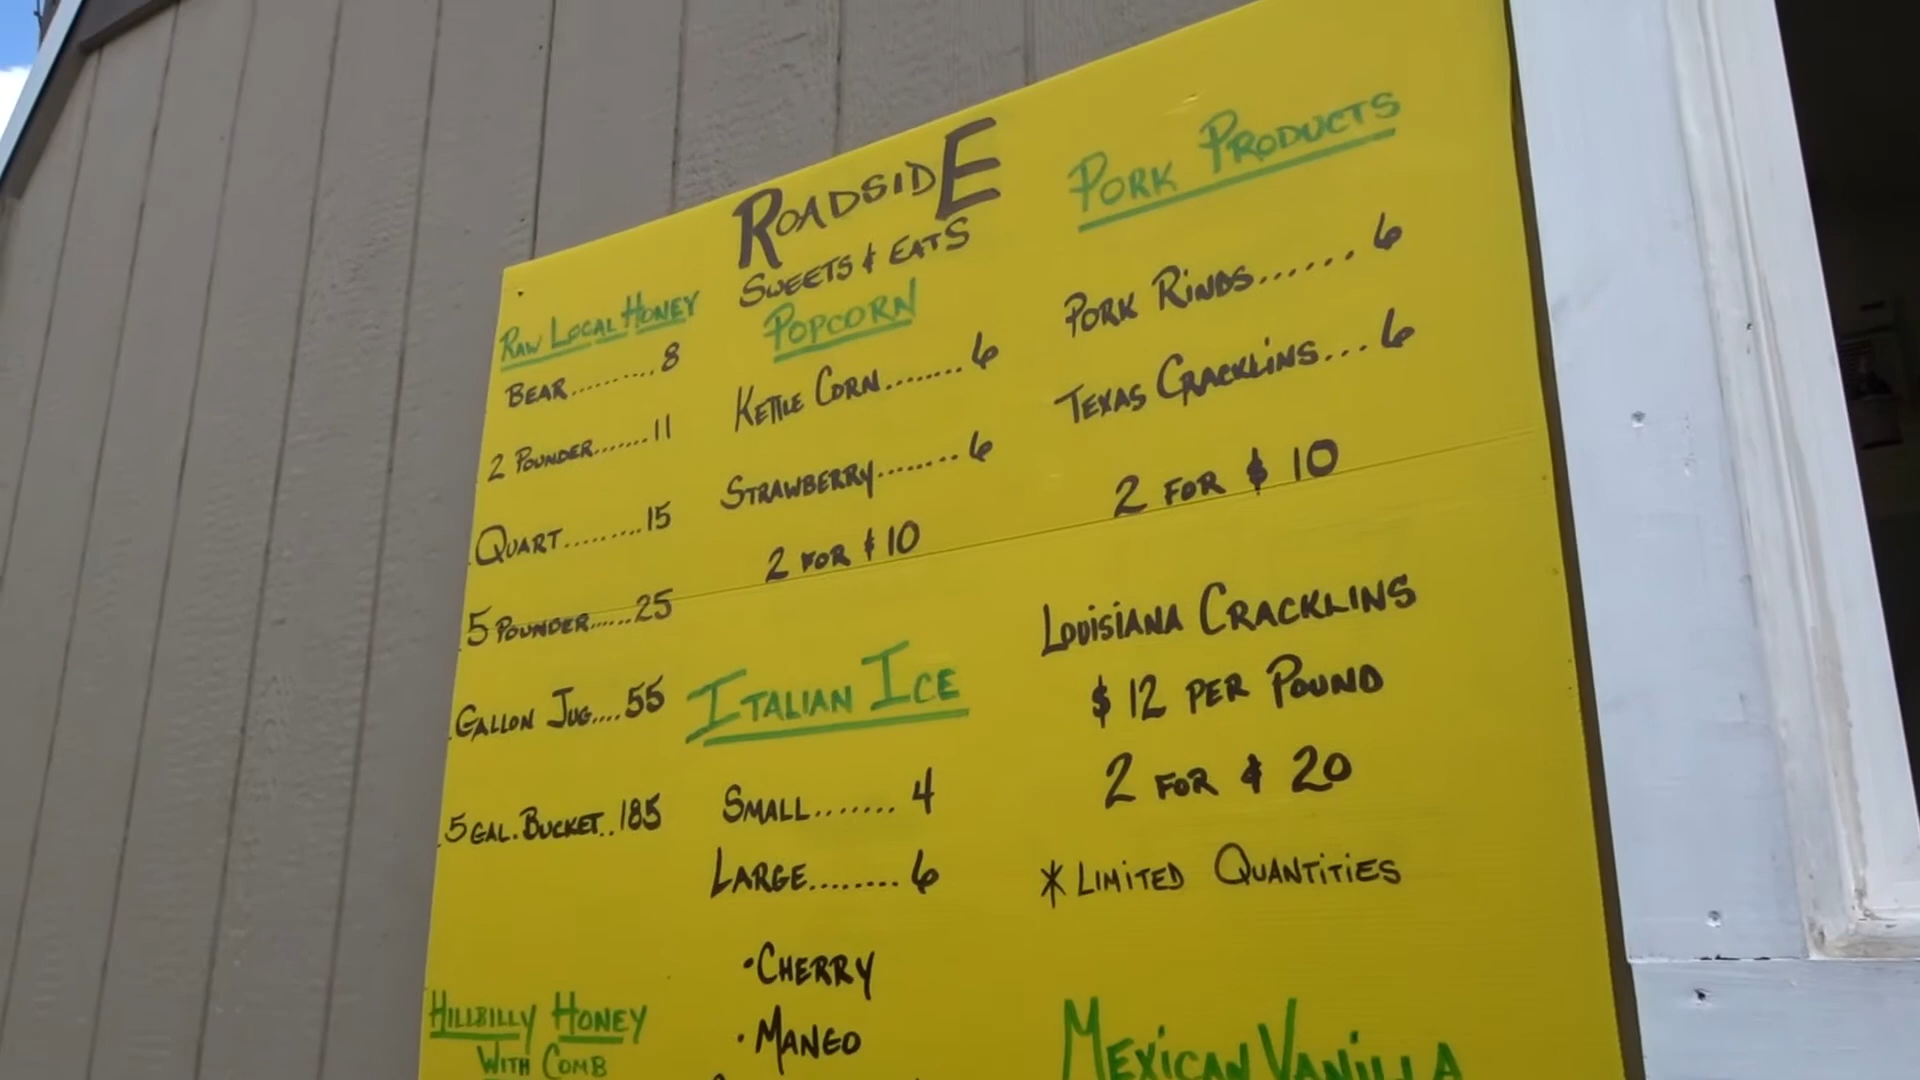 ROADSIDE
SWEETS & EATS
RAW LOCAL HONEY
BEAR..........8
2 POUNDER.......11
QUART.........15
5 POUNDER......25
GALLON JUG....55
5 GAL. BUCKET..185
HILLBILLY HONEY
WITH COMB
POPCORN
KETTLE CORN........6
STRAWBERRY........6
2 FOR $10
ITALIAN ICE
SMALL....... 4
LARGE........ 6
• CHERRY
• MANGO
PORK PRODUCTS
PORK RINDS...... 6
TEXAS CRACKLINS... 6
2 FOR $ 10
LOUISIANA CRACKLINS
$ 12 PER POUND
2 FOR $ 20
* LIMITED QUANTITIES
MEXICAN VANILLA